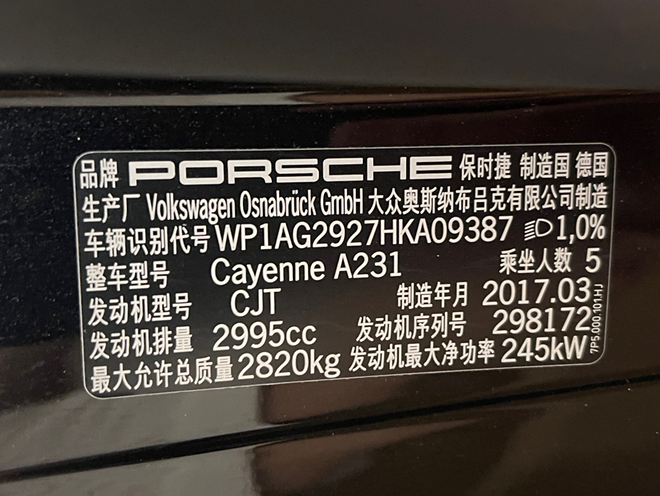 品牌 PORSCHE 保时捷 制造国 德国
生产厂 Volkswagen Osnabrück GmbH 大众奥斯纳布吕克有限公司制造
车辆识别代号 WP1AG2927HKA09387 1,0%
整车型号 Cayenne A231 乘坐人数 5
发动机型号 CJT 制造年月 2017.03
发动机排量 2995cc 发动机序列号 298172
最大允许总质量 2820kg 发动机最大净功率 245kW
7P5.000.101.HJ